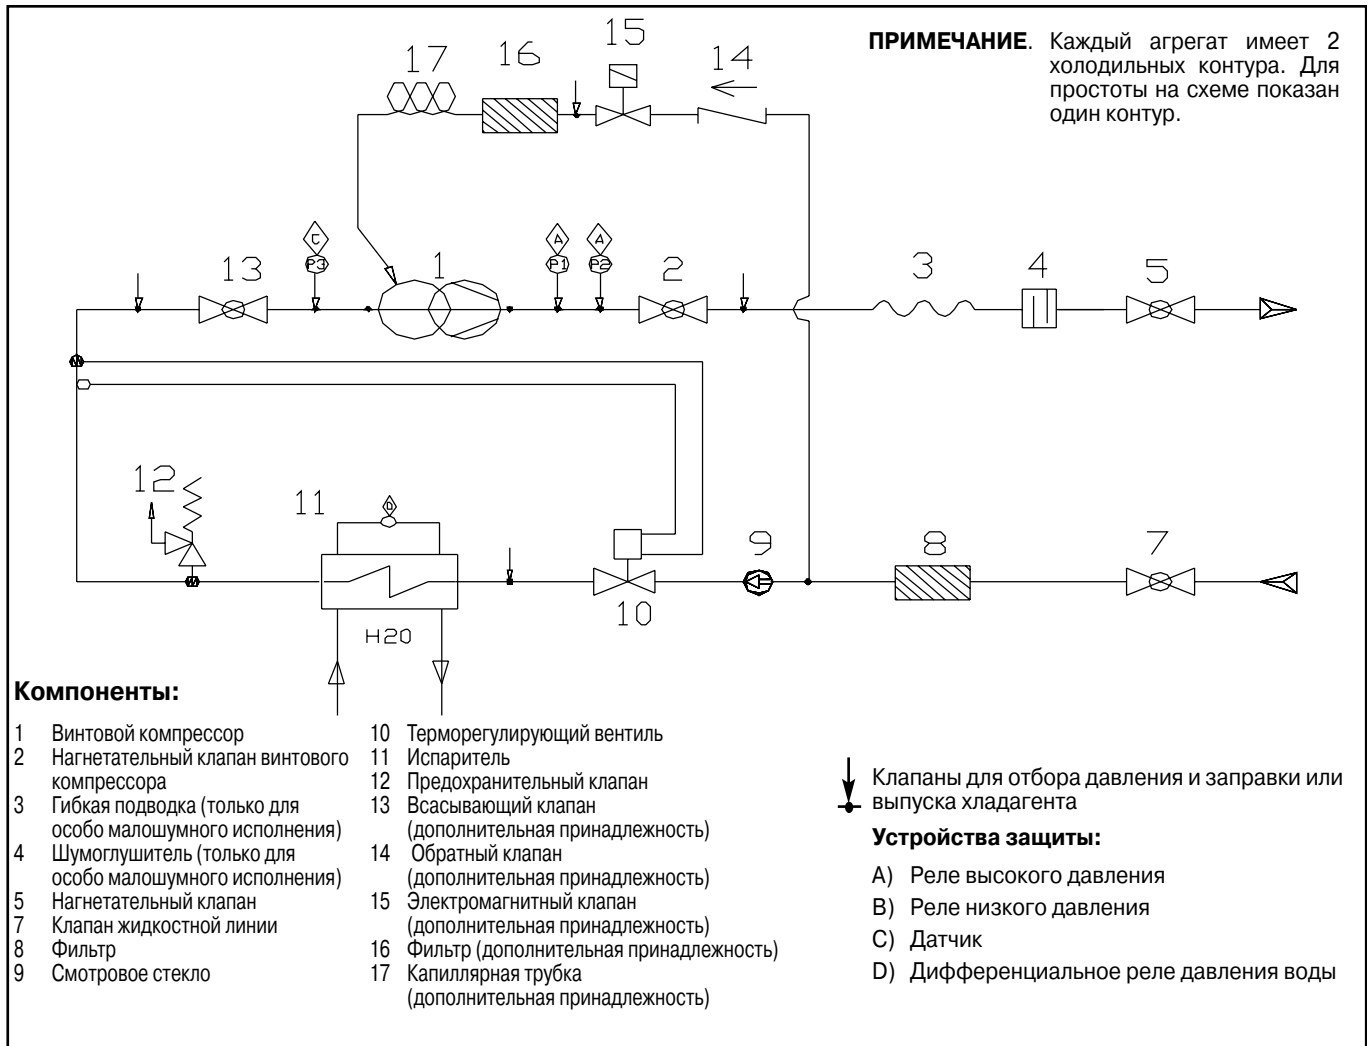 15
17
16
14
ПРИМЕЧАНИЕ. Каждый агрегат имеет 2
холодильных контура. Для
простоты на схеме показан
один контур.
C
A
A
P3
P1
P2
13
1
2
3
4
5
12
11
D
9
8
7
10
H20
Компоненты:
1 Винтовой компрессор
2 Нагнетательный клапан винтового
компрессора
3 Гибкая подводка (только для
особо малошумного исполнения)
4 Шумоглушитель (только для
особо малошумного исполнения)
5 Нагнетательный клапан
7 Клапан жидкостной линии
8 Фильтр
9 Смотровое стекло
10 Терморегулирующий вентиль
11 Испаритель
12 Предохранительный клапан
13 Всасывающий клапан
(дополнительная принадлежность)
14 Обратный клапан
(дополнительная принадлежность)
15 Электромагнитный клапан
(дополнительная принадлежность)
16 Фильтр (дополнительная принадлежность)
17 Капиллярная трубка
(дополнительная принадлежность)
Клапаны для отбора давления и заправки или
выпуска хладагента
Устройства защиты:
A) Реле высокого давления
B) Реле низкого давления
C) Датчик
D) Дифференциальное реле давления воды